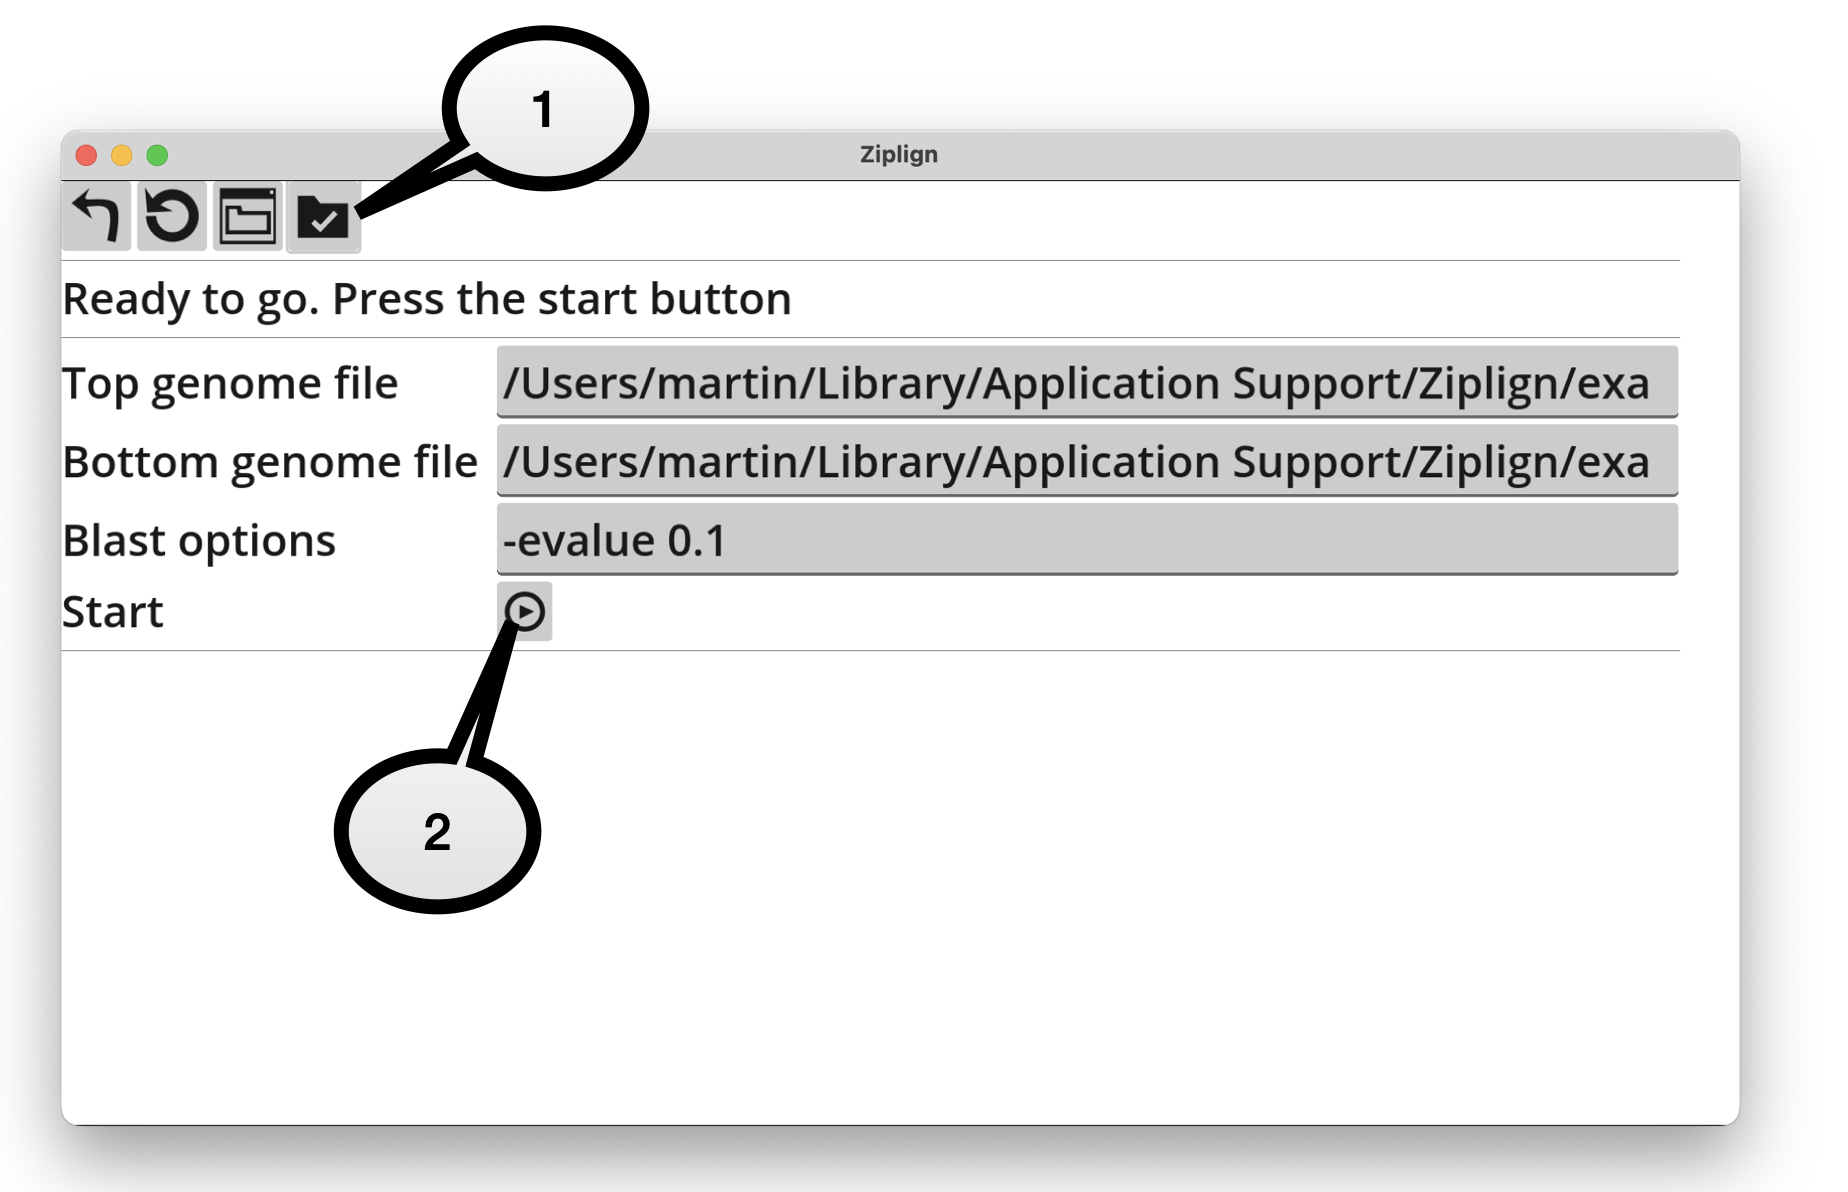 1
Ziplign
Ready to go. Press the start button
Top genome file /Users/martin/Library/Application Support/Ziplign/exa
Bottom genome file /Users/martin/Library/Application Support/Ziplign/exa
Blast options -evalue 0.1
Start
2